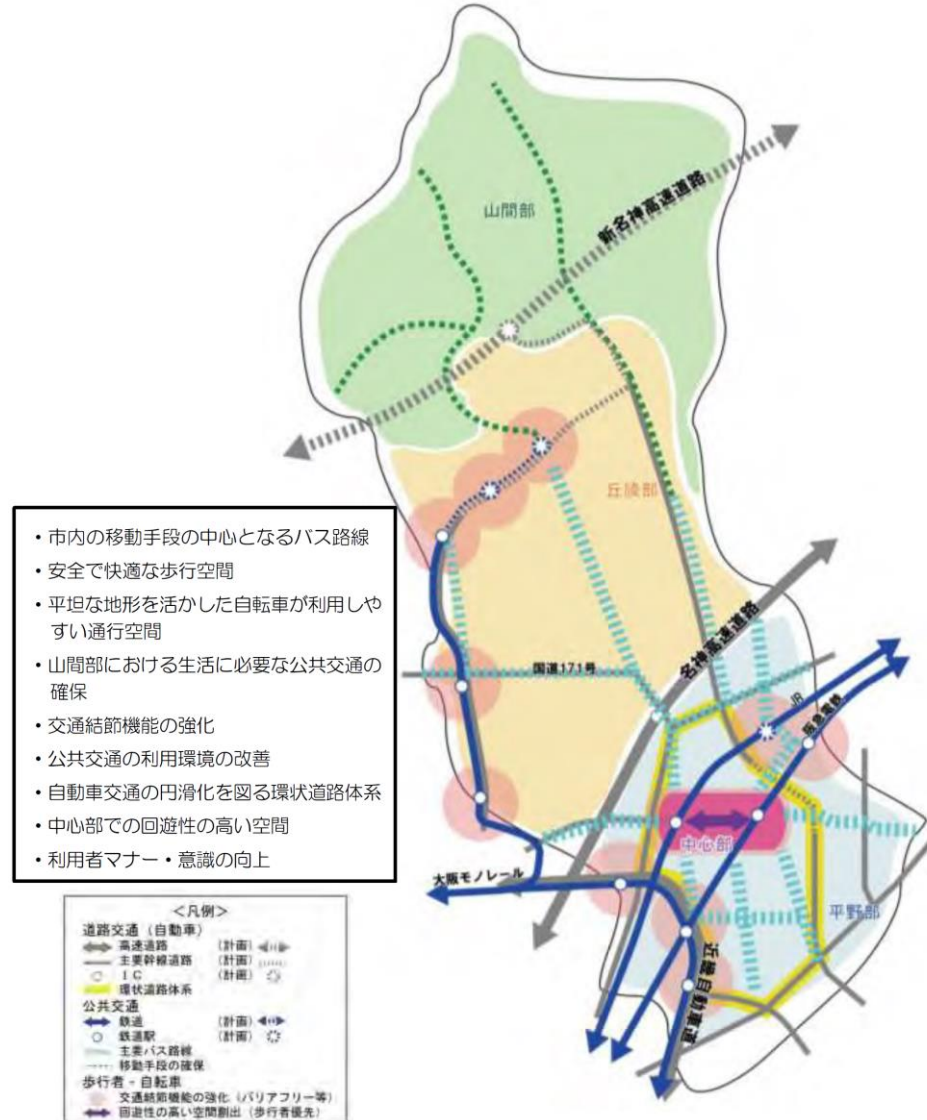 山間部
新名神高速道路
丘陵部
・市内の移動手段の中心となるバス路線
・安全で快適な歩行空間
・平坦な地形を活かした自転車が利用しや
すい通行空間
・山間部における生活に必要な公共交通の
確保
・交通結節機能の強化
・公共交通の利用環境の改善
・自動車交通の円滑化を図る環状道路体系
・中心部での回遊性の高い空間
・利用者マナー・意識の向上
名神高速道路
国道171号
JR
阪急電鉄
中心部
大阪モノレール
平野部
近畿自動車道
<凡例>
道路交通（自動車）
高速道路 （計画）
主要幹線道路 （計画）
IC （計画）
環状道路体系
公共交通
鉄道 （計画）
鉄道駅 （計画）
主要バス路線
移動手段の確保
歩行者・自転車
交通結節機能の強化（バリアフリー等）
回遊性の高い空間創出（歩行者優先）